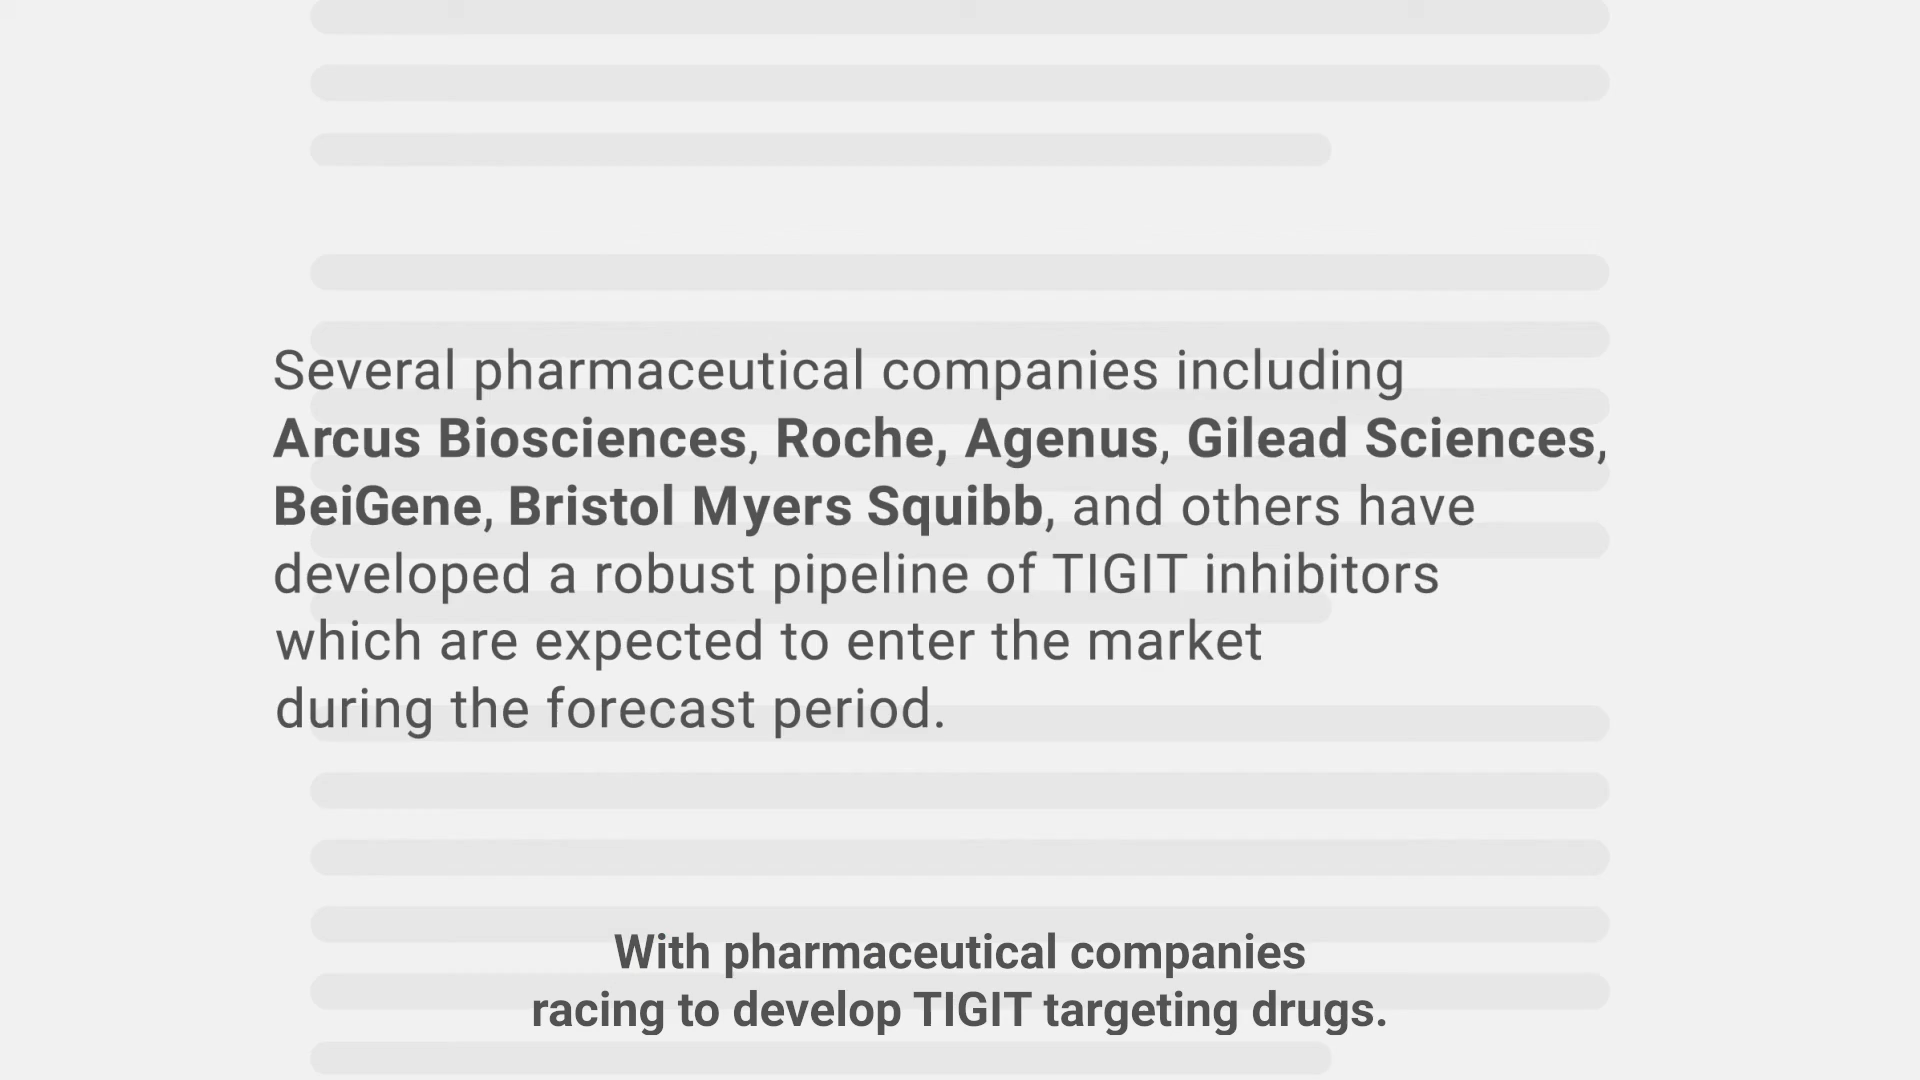 Several pharmaceutical companies including
Arcus Biosciences, Roche, Agenus, Gilead Sciences,
BeiGene, Bristol Myers Squibb, and others have
developed a robust pipeline of TIGIT inhibitors
which are expected to enter the market
during the forecast period.
With pharmaceutical companies
racing to develop TIGIT targeting drugs.